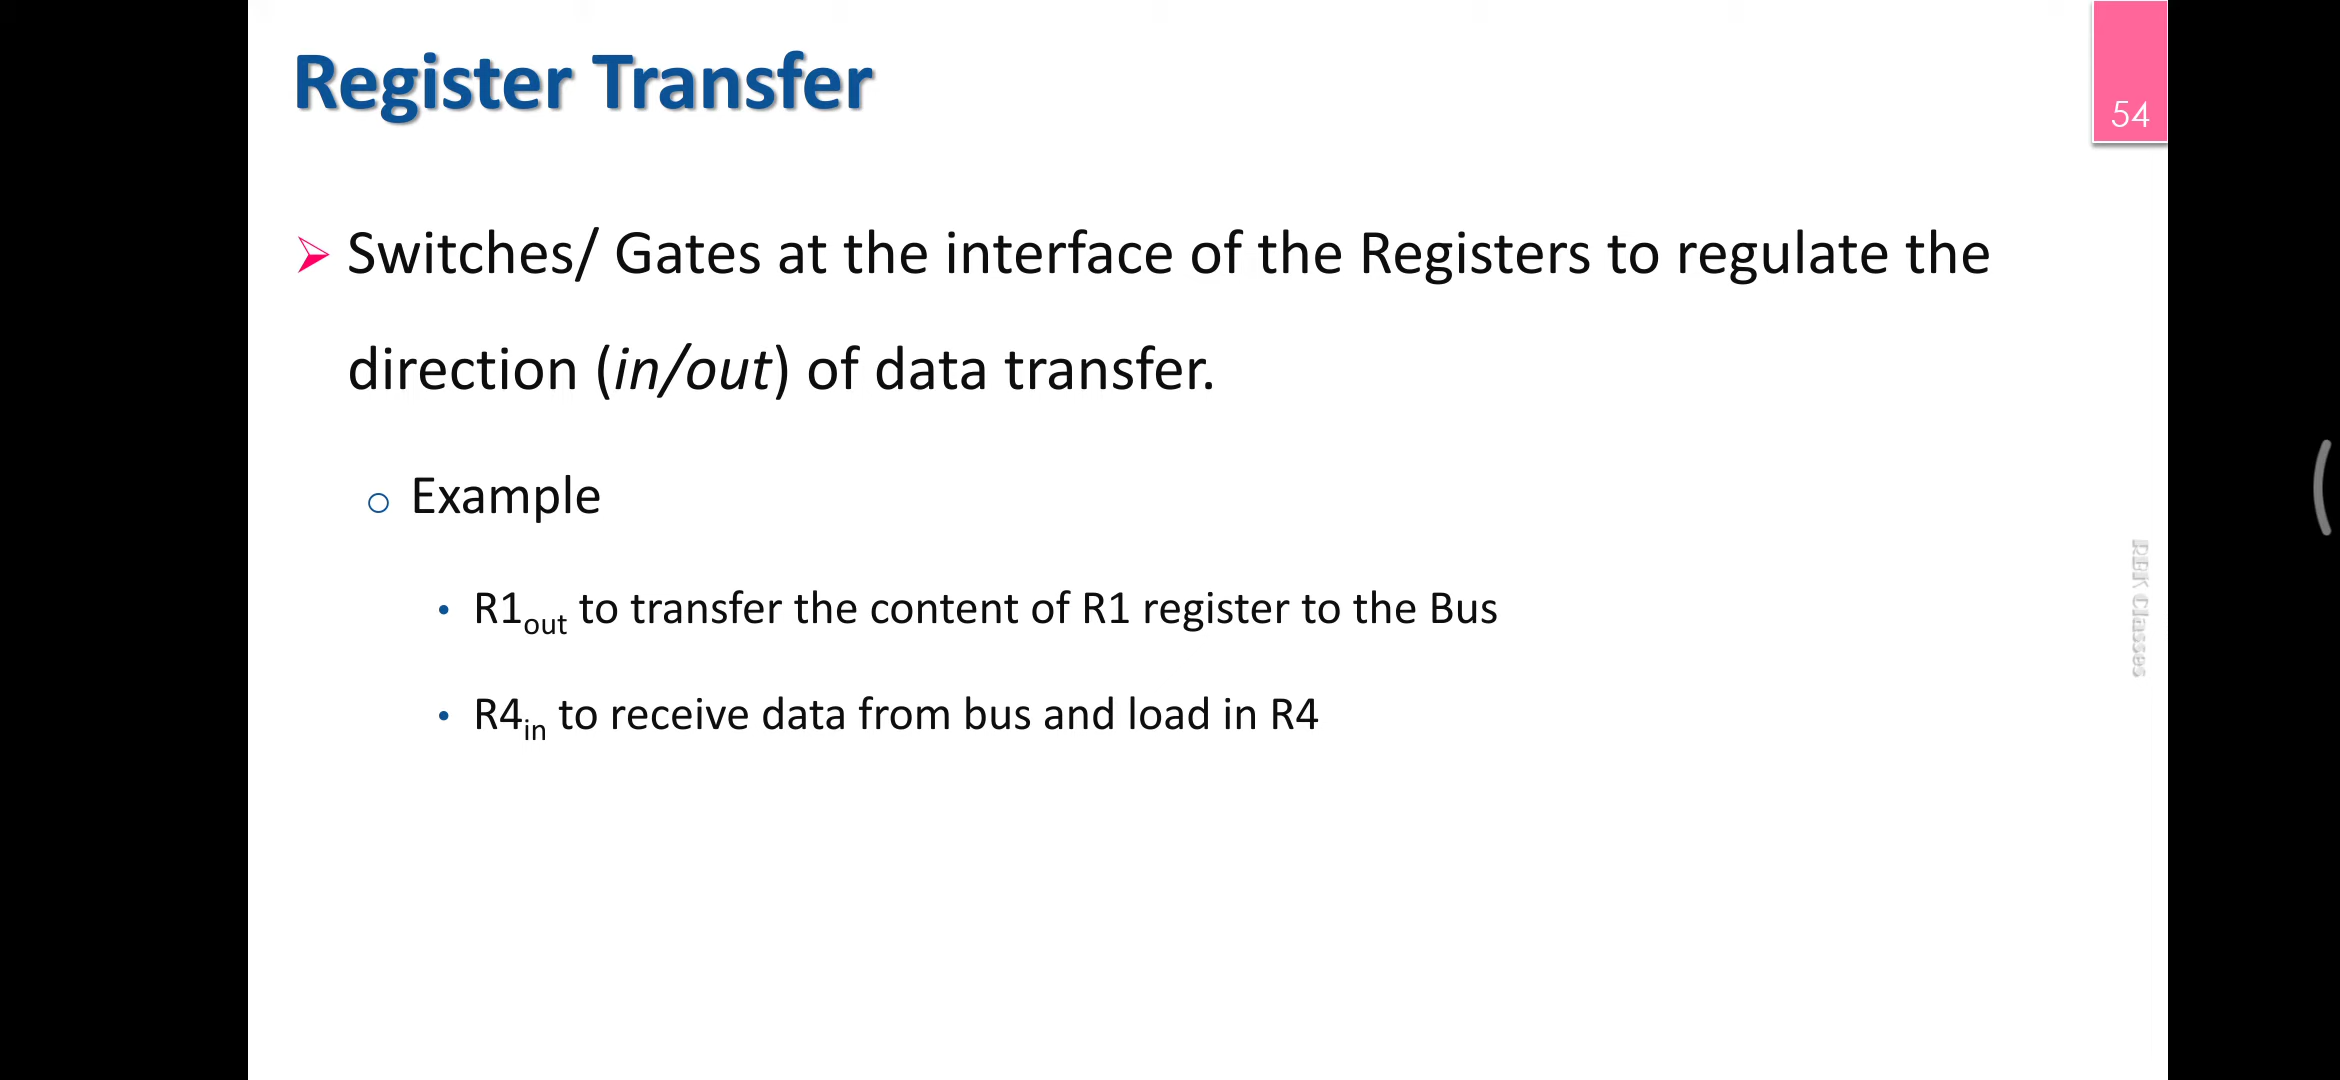 Register Transfer
54
Switches/ Gates at the interface of the Registers to regulate the
direction (in/out) of data transfer.
Example
R1out to transfer the content of R1 register to the Bus
R4in to receive data from bus and load in R4
RBK Classes